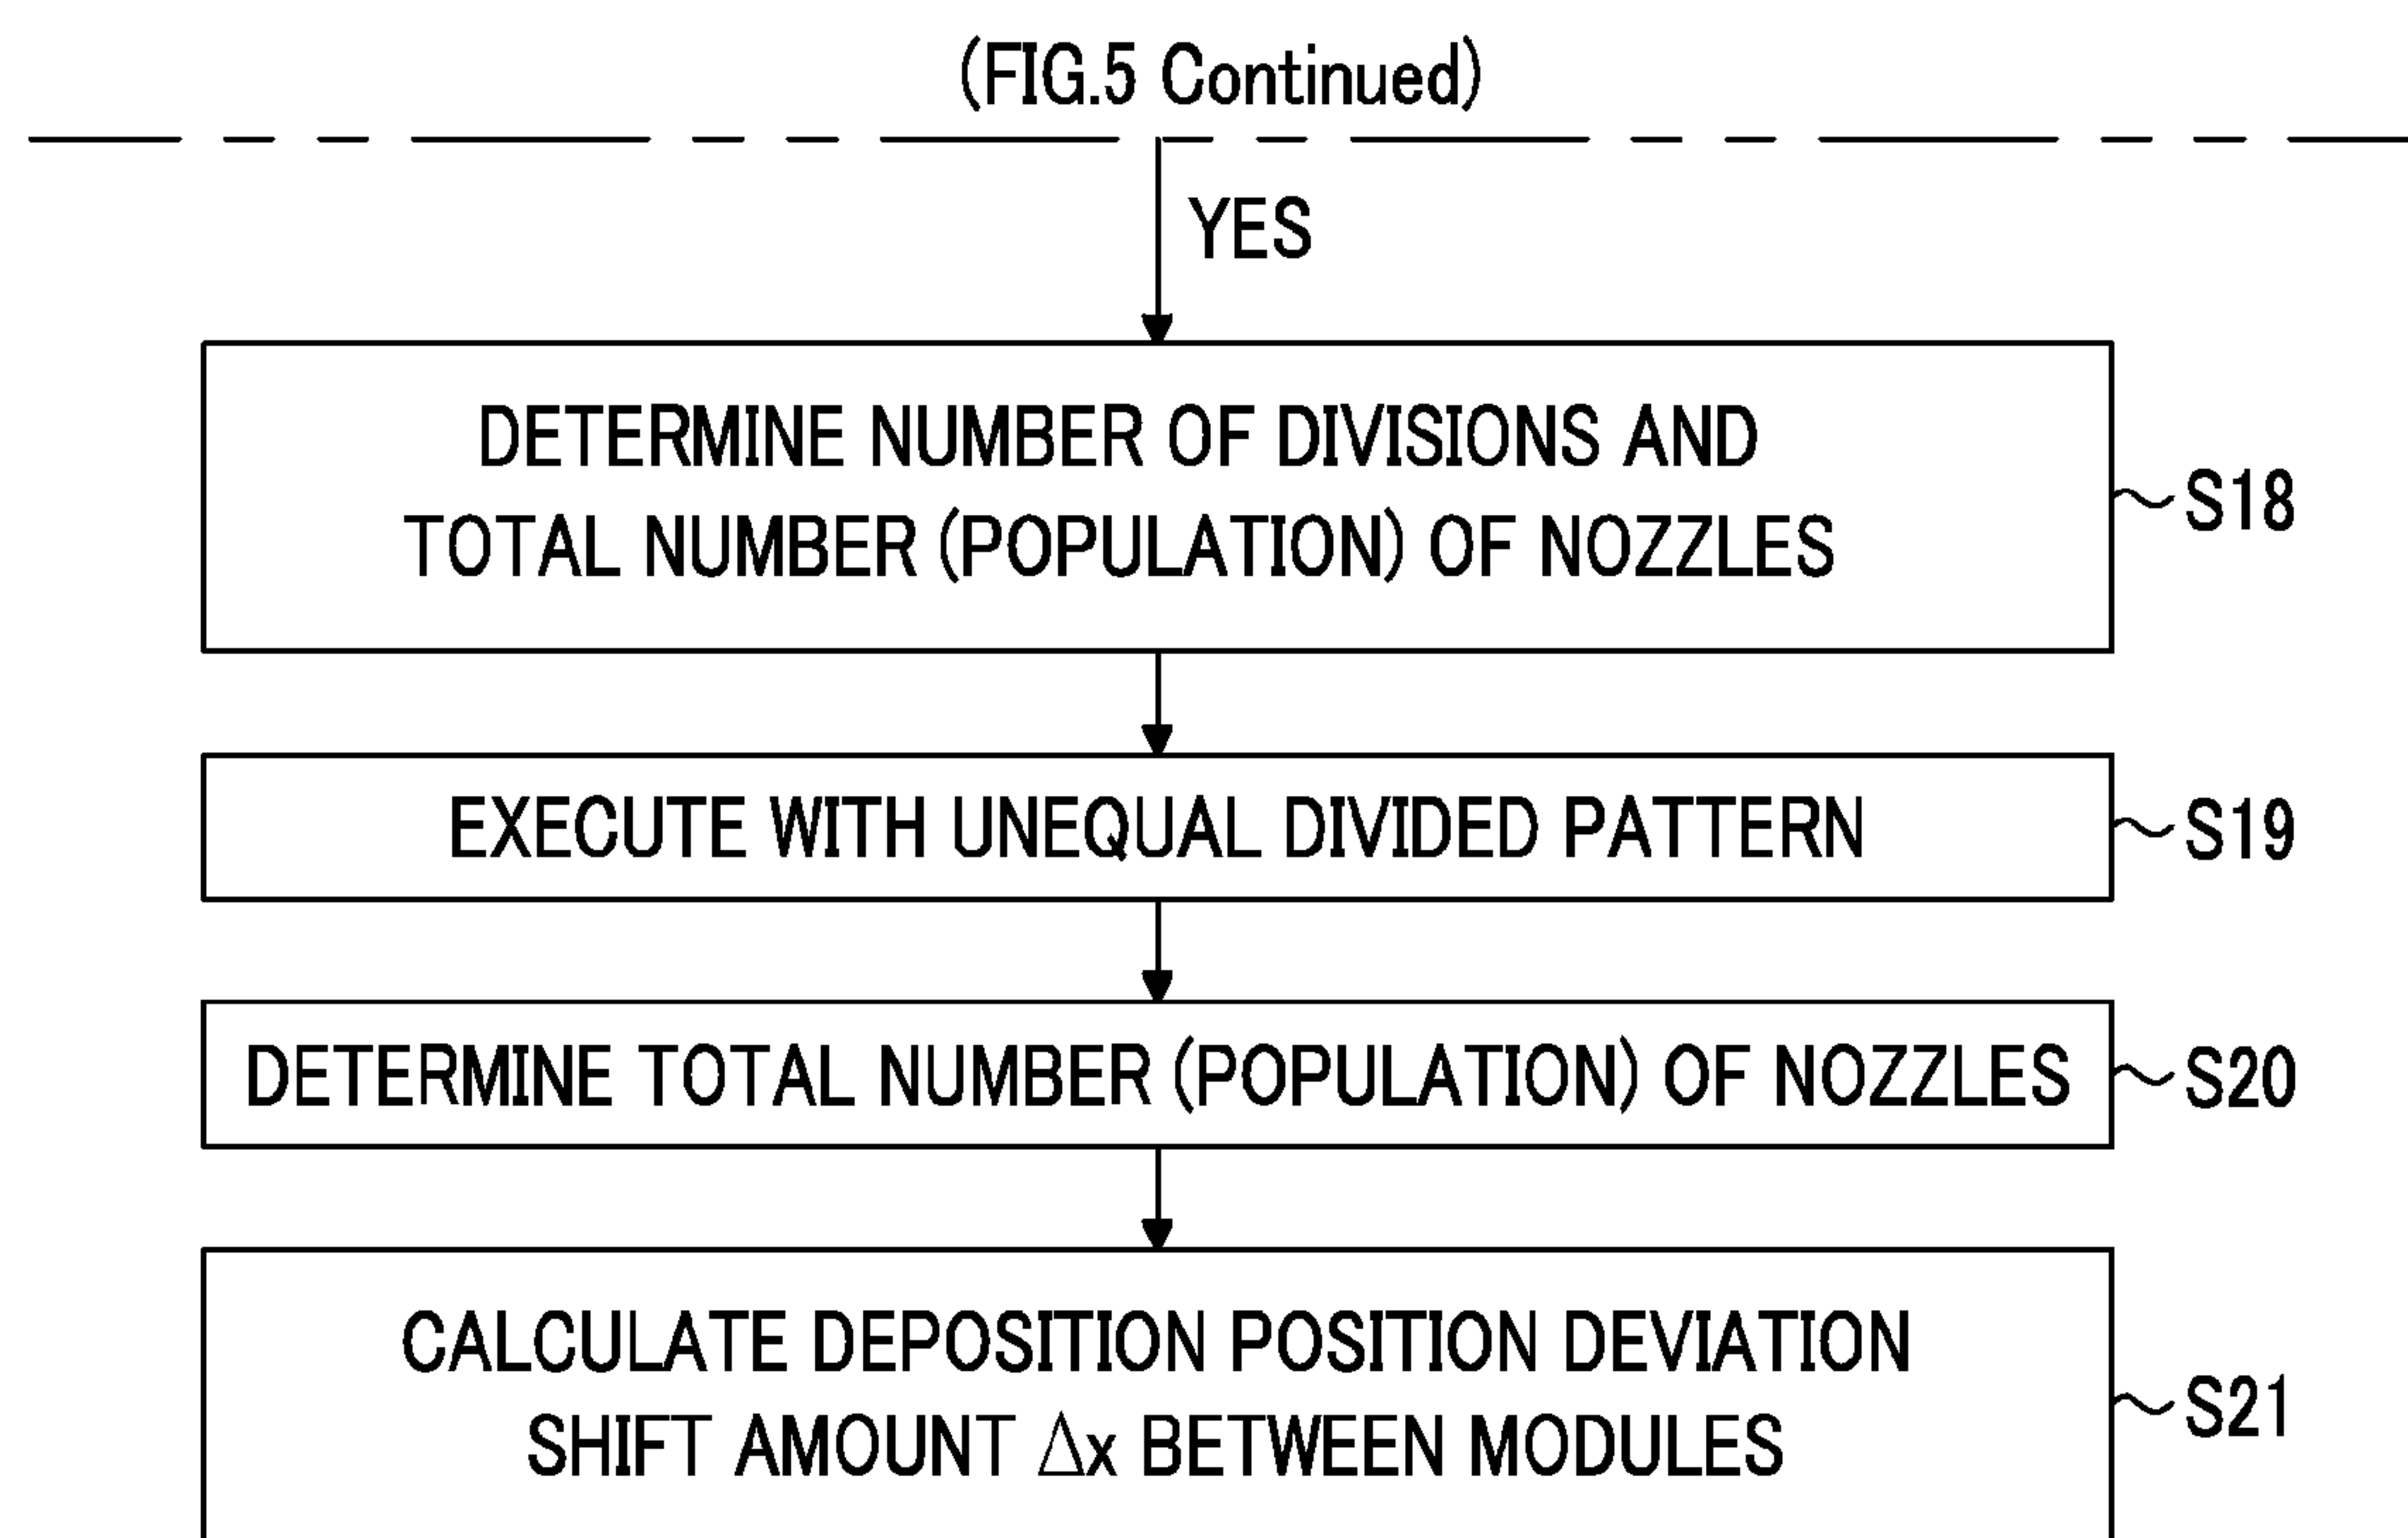 (FIG.5 Continued)
YES
DETERMINE NUMBER OF DIVISIONS AND
TOTAL NUMBER (POPULATION) OF NOZZLES
S18
EXECUTE WITH UNEQUAL DIVIDED PATTERN
S19
DETERMINE TOTAL NUMBER (POPULATION) OF NOZZLES
S20
CALCULATE DEPOSITION POSITION DEVIATION
SHIFT AMOUNT Δx BETWEEN MODULES
S21